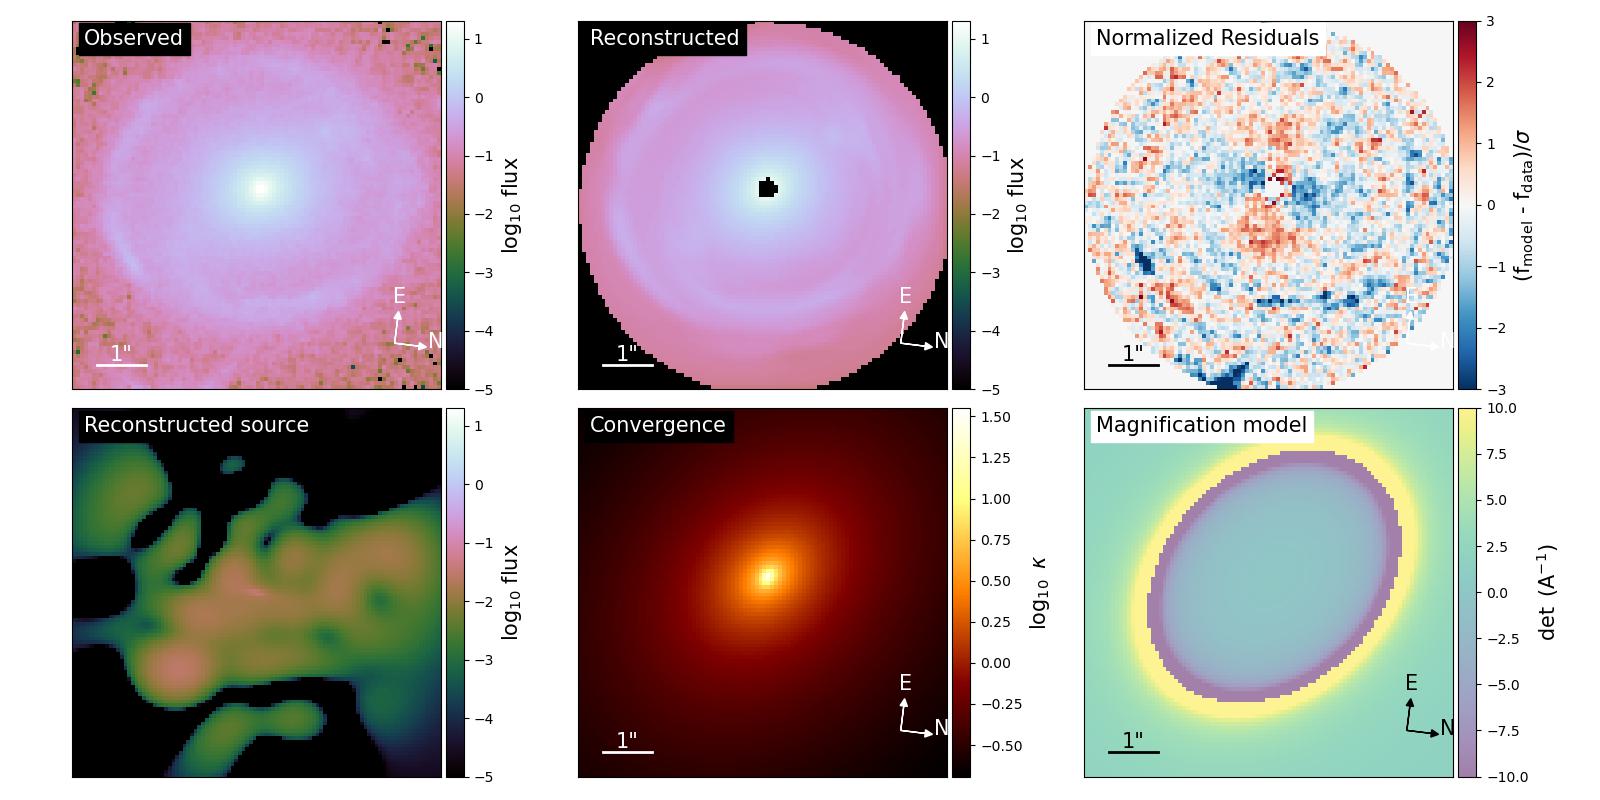 Observed
1
0
−1
−2
−3
−4
−5
log10 flux
E
N
1"
Reconstructed
1
0
−1
−2
−3
−4
−5
log10 flux
E
N
1"
Normalized Residuals
3
2
1
0
−1
−2
−3
(fmodel - fdata)/σ
E
N
1"
Reconstructed source
1
0
−1
−2
−3
−4
−5
log10 flux
Convergence
1.50
1.25
1.00
0.75
0.50
0.25
0.00
−0.25
−0.50
log10 κ
E
N
1"
Magnification model
10.0
7.5
5.0
2.5
0.0
−2.5
−5.0
−7.5
−10.0
det (A−1)
E
N
1"